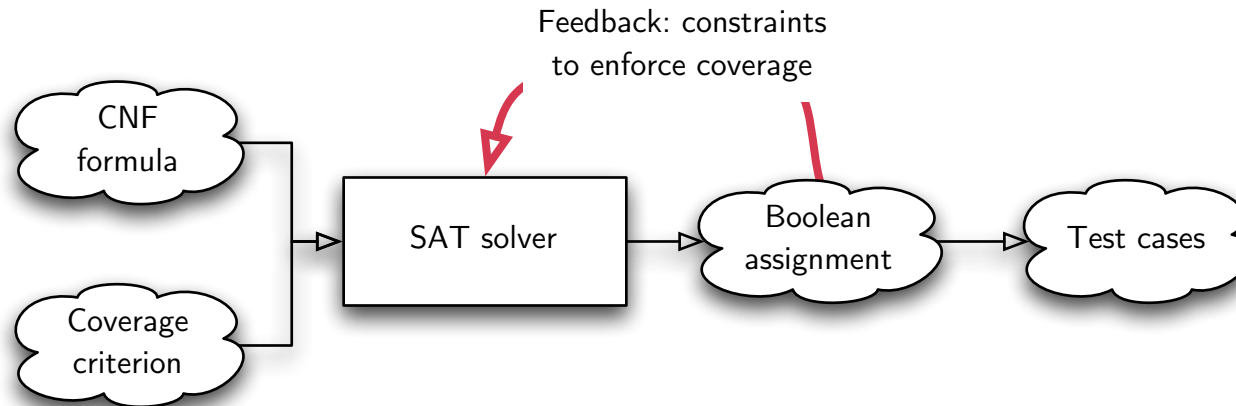 Feedback: constraints
to enforce coverage
CNF
formula
SAT solver
Boolean
assignment
Test cases
Coverage
criterion